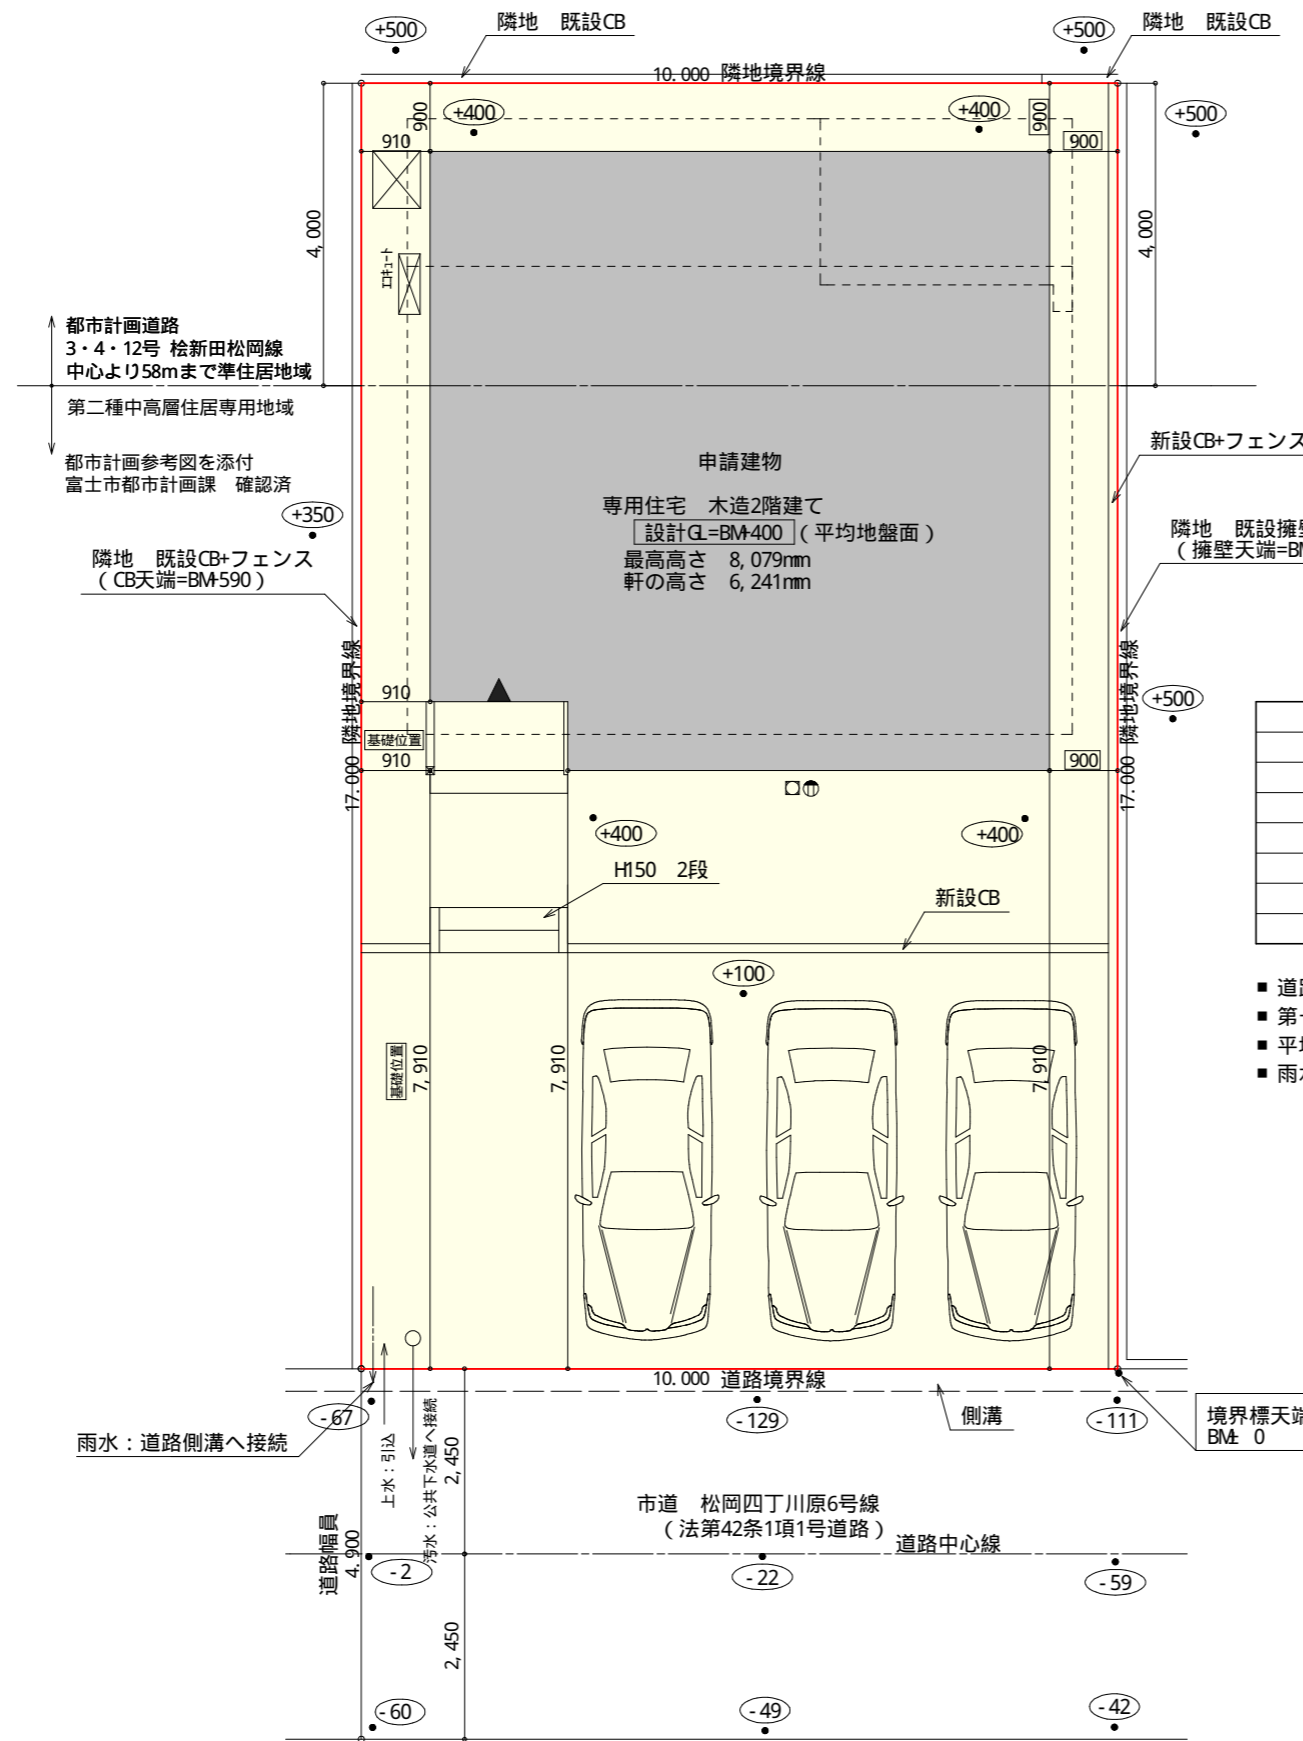 +500
隣地　既設CB
+500
隣地　既設CB
10.000 隣地境界線
900
+400
+400
900
+500
910
900
4,000
4,000
エコキュート
都市計画道路
3・4・12号 桧新田松岡線
中心より58mまで準住居地域
第二種中高層住居専用地域
都市計画参考図を添付
富士市都市計画課　確認済
+350
隣地　既設CB+フェンス
（CB天端=BM+590）
申請建物
専用住宅　木造2階建て
設計GL=BM+400（平均地盤面）
最高高さ　8,079mm
軒の高さ　6,241mm
新設CB+フェンス
隣地　既設擁壁
（擁壁天端=BM
17.000 隣地境界線
17.000 隣地境界線
+500
910
基礎位置
910
900
+400
+400
H150　2段
新設CB
+100
基礎位置
7,910
7,910
7,910
■ 道
■ 第
■ 平
■ 雨
10.000 道路境界線
-67
-129
側溝
-111
境界標天端
BM± 0
雨水：道路側溝へ接続
上水：引込
汚水：公共下水道へ接続
2,450
市道　松岡四丁川原6号線
（法第42条1項1号道路）
道路中心線
道路幅員
4.900
-2
-22
-59
2,450
-60
-49
-42